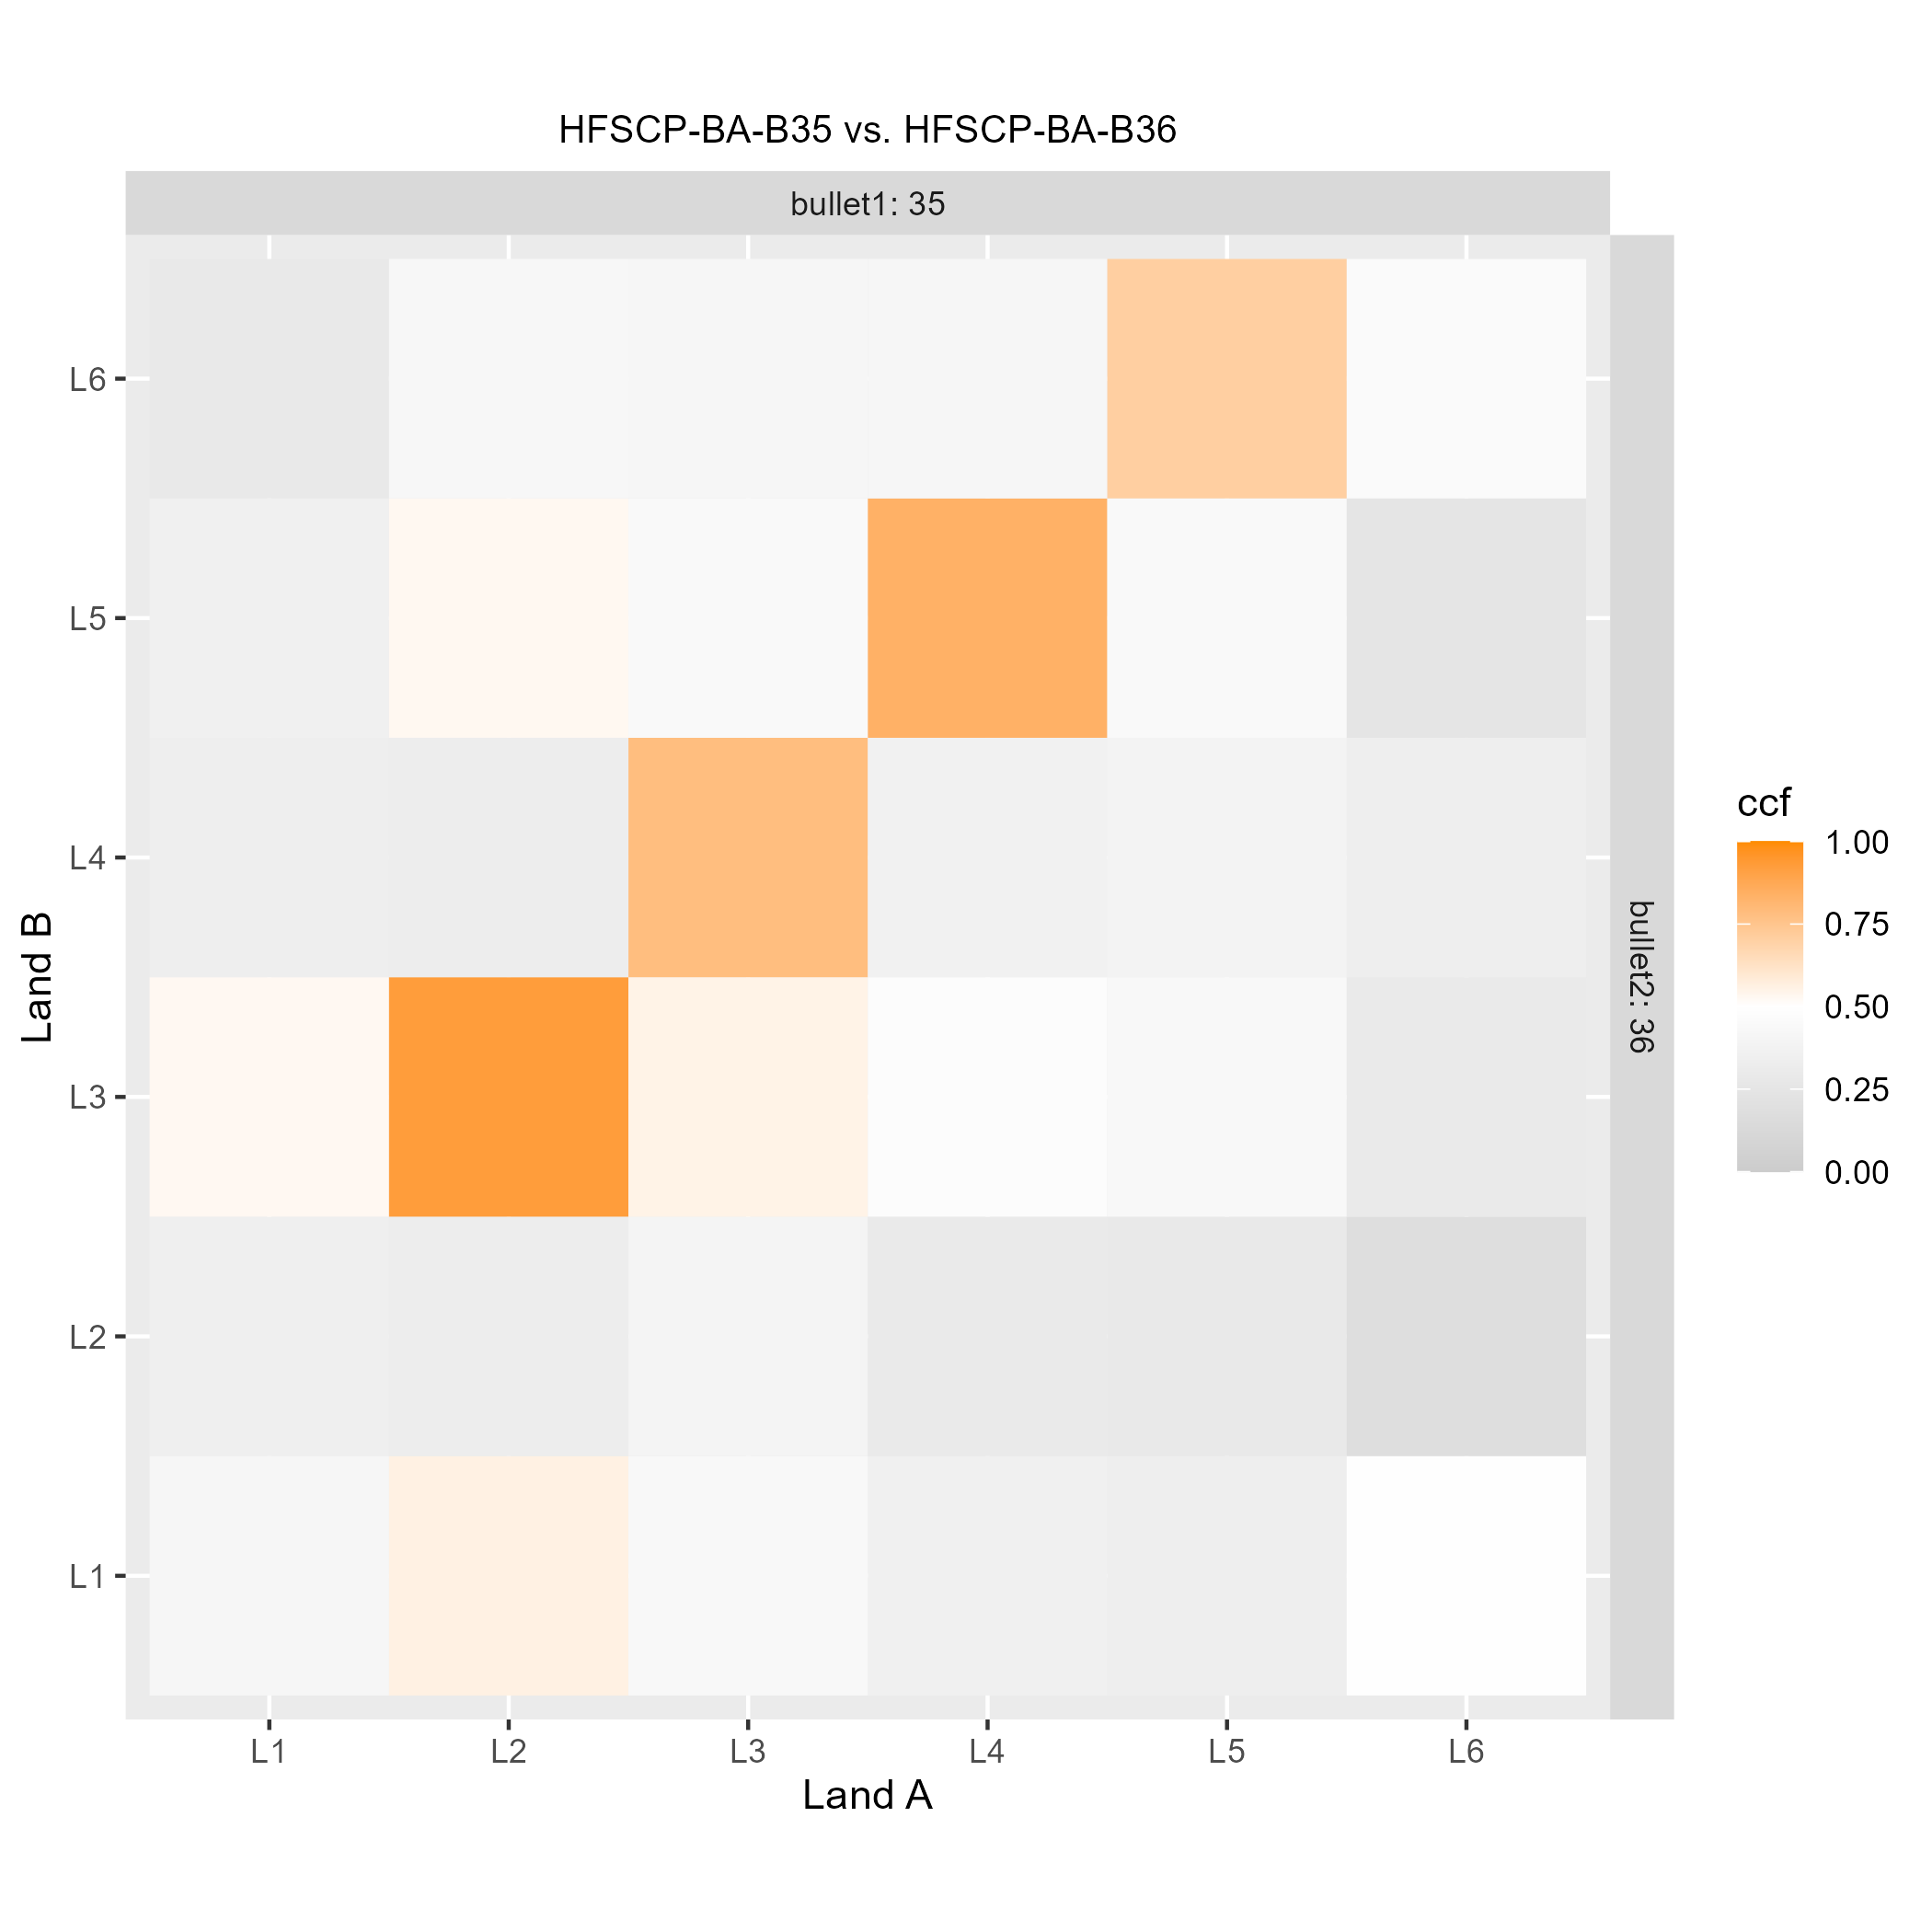 HFSCP-BA-B35 vs. HFSCP-BA-B36
bullet1: 35
L6
L5
L4
L3
L2
L1
Land B
bullet2: 36
L1 L2 L3 L4 L5 L6
Land A
ccf
1.00
0.75
0.50
0.25
0.00